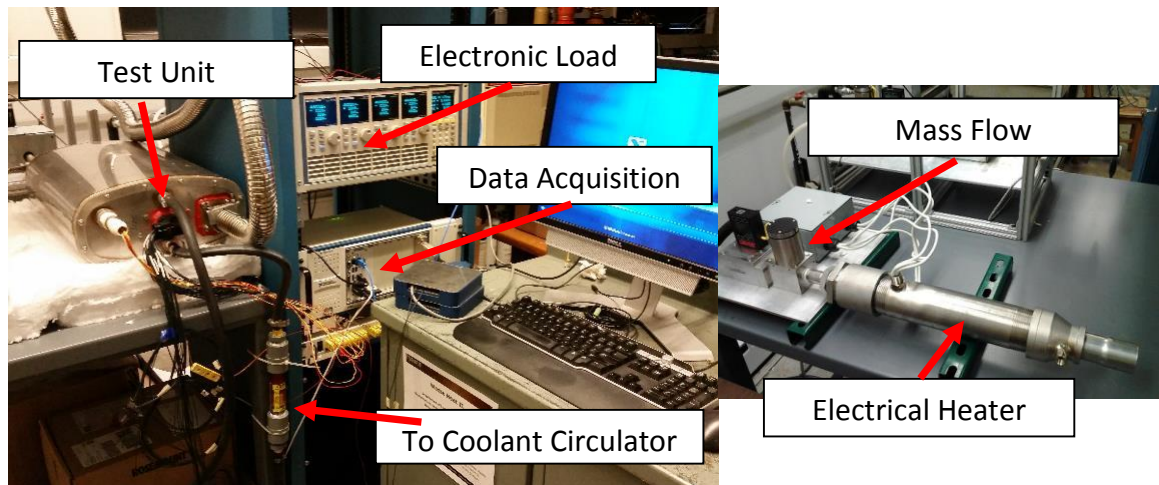 Test Unit
Electronic Load
Data Acquisition
To Coolant Circulator
Mass Flow
Electrical Heater